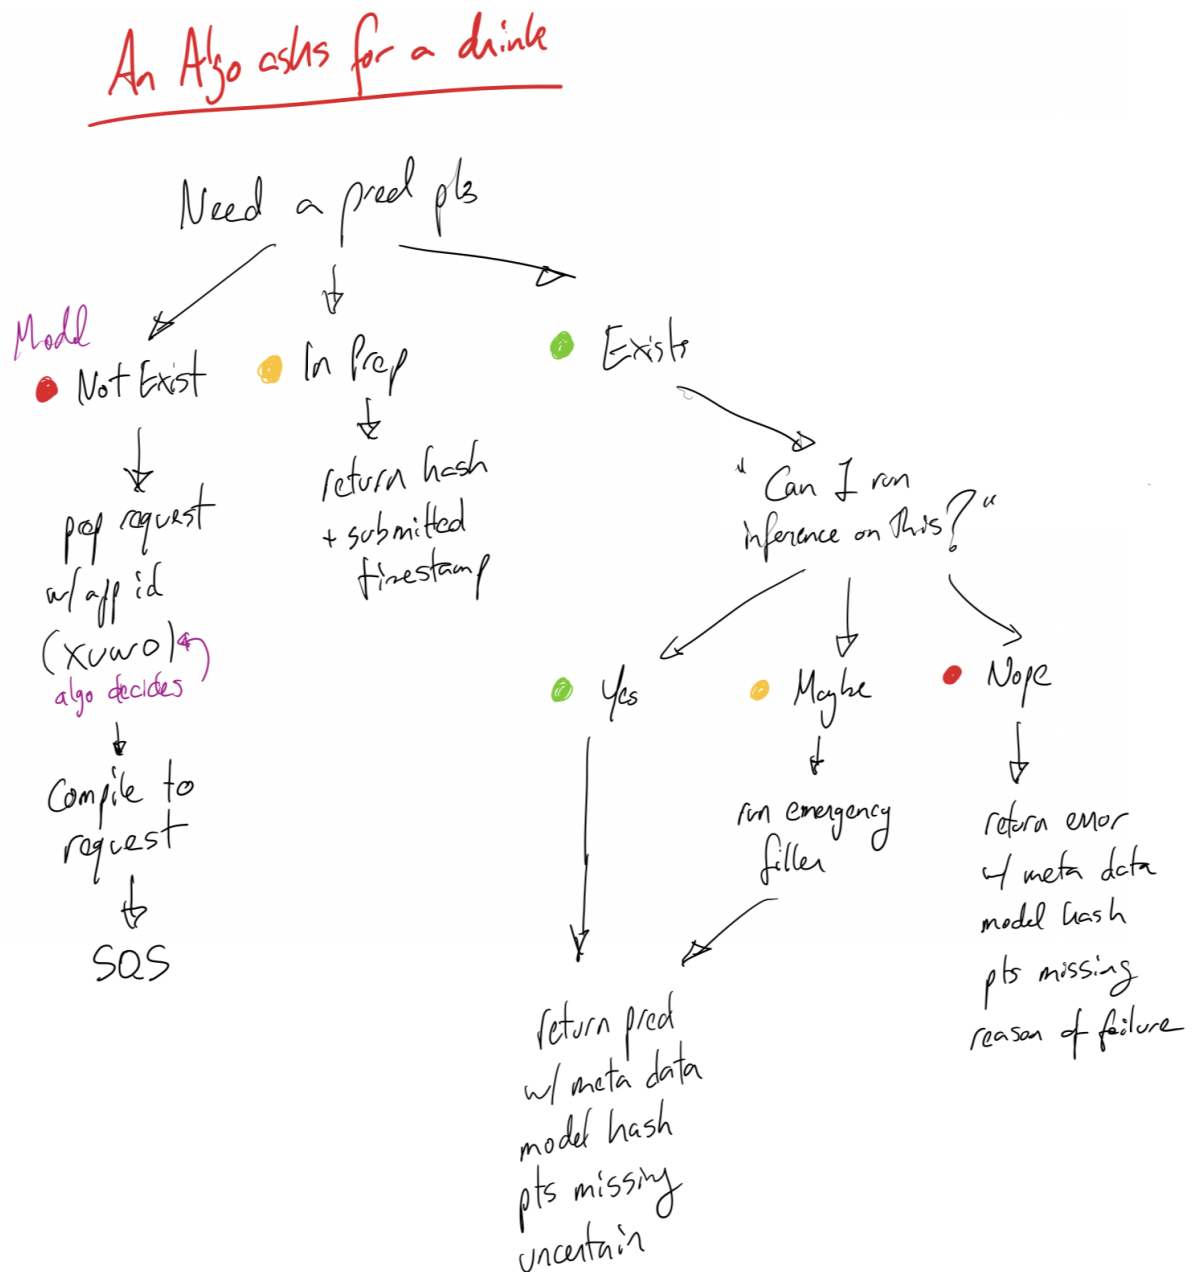 An Algo asks for a drink
Need a pred pls
Model
Not Exist
In Prep
Exists
prep request
w/ app id
(xuwo)
algo decides
Compile to
request
SQS
return hash
+ submitted
timestamp
"Can I run
inference on this?"
Yes
Maybe
Nope
run emergency
filler
return error
w/ meta data
model hash
pts missing
reason of failure
return pred
w/ meta data
model hash
pts missing
uncertain